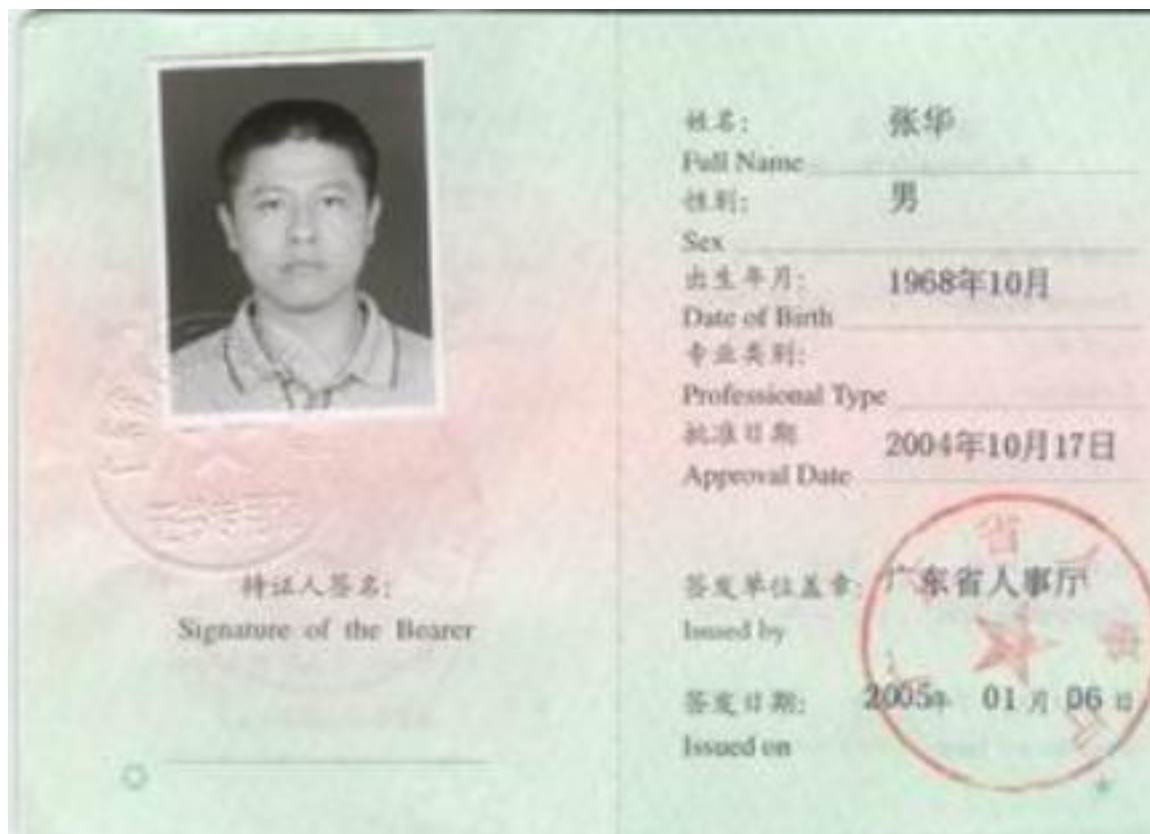 持证人签名:
Signature of the Bearer
姓名: 张华
Full Name
性别: 男
Sex
出生年月: 1968年10月
Date of Birth
专业类别:
Professional Type
批准日期 2004年10月17日
Approval Date
签发单位盖章: 广东省人事厅
Issued by
签发日期: 2005年 01月 06日
Issued on